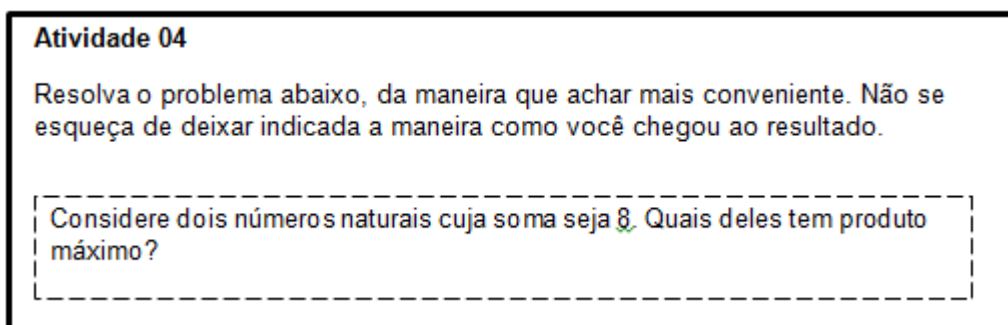 Atividade 04
Resolva o problema abaixo, da maneira que achar mais conveniente. Não se
esqueça de deixar indicada a maneira como você chegou ao resultado.
Considere dois números naturais cuja soma seja 8. Quais deles tem produto
máximo?